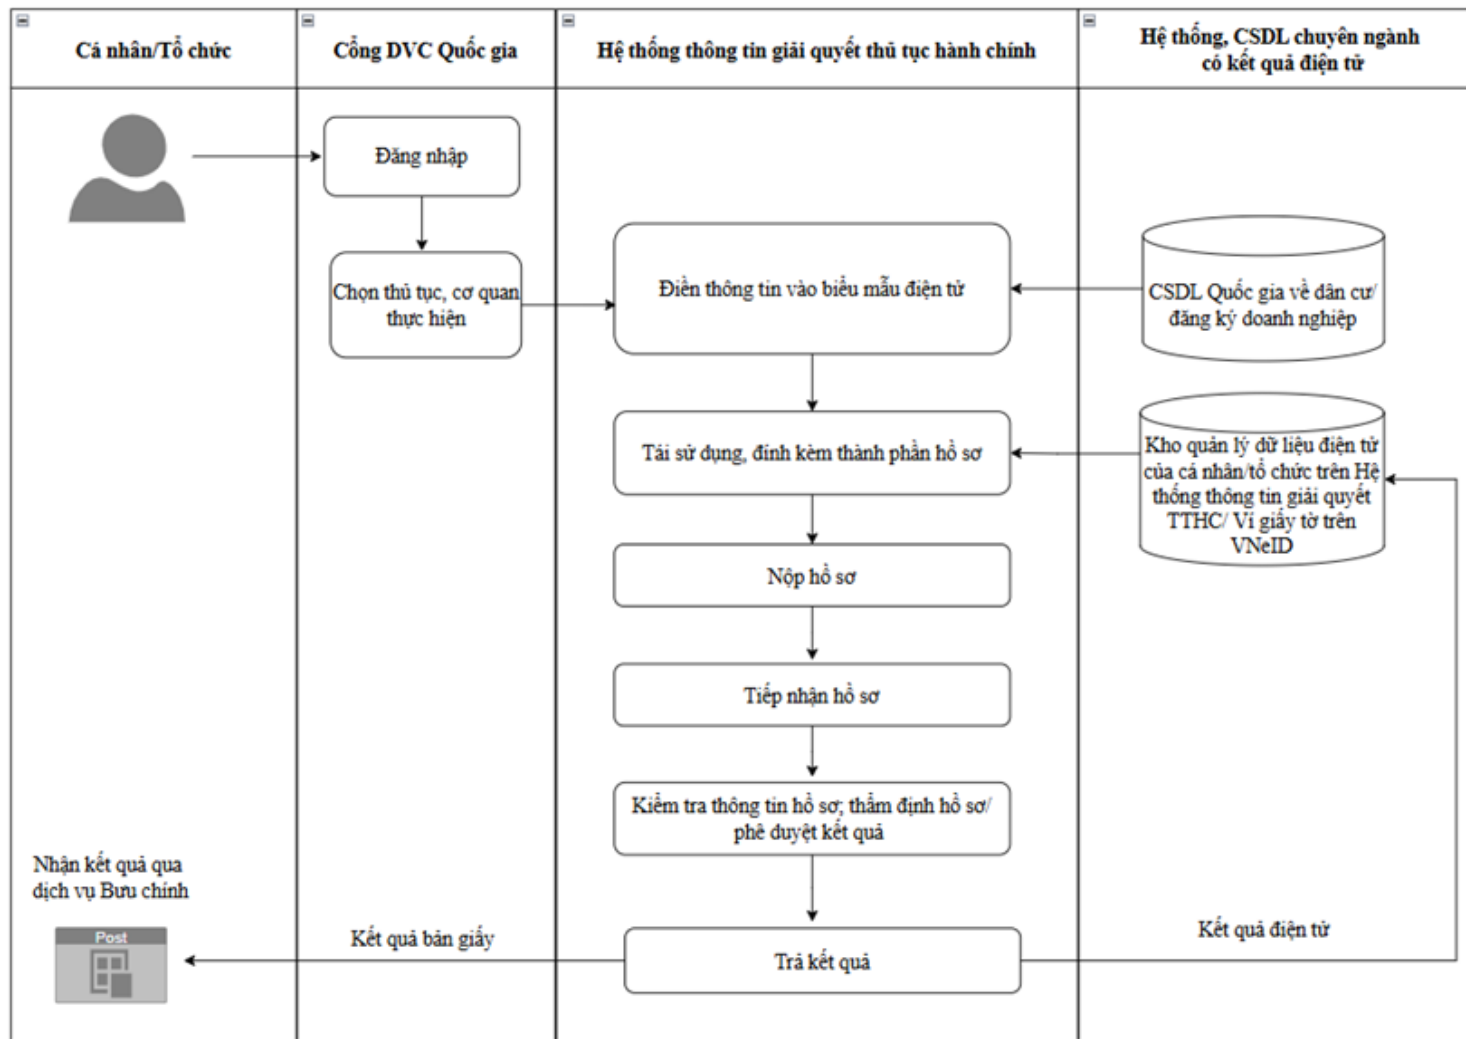 Cá nhân/Tổ chức
Cổng DVC Quốc gia
Hệ thống thông tin giải quyết thủ tục hành chính
Hệ thống, CSDL chuyên ngành
có kết quả điện tử
Đăng nhập
Chọn thủ tục, cơ quan
thực hiện
Điền thông tin vào biểu mẫu điện tử
CSDL Quốc gia về dân cư/
đăng ký doanh nghiệp
Tái sử dụng, đính kèm thành phần hồ sơ
Kho quản lý dữ liệu điện tử
của cá nhân/tổ chức trên Hệ
thống thông tin giải quyết
TTHC/ Ví giấy tờ trên
VNeID
Nộp hồ sơ
Tiếp nhận hồ sơ
Kiểm tra thông tin hồ sơ; thẩm định hồ sơ/
phê duyệt kết quả
Nhận kết quả qua
dịch vụ Bưu chính
Post
Kết quả bản giấy
Trả kết quả
Kết quả điện tử